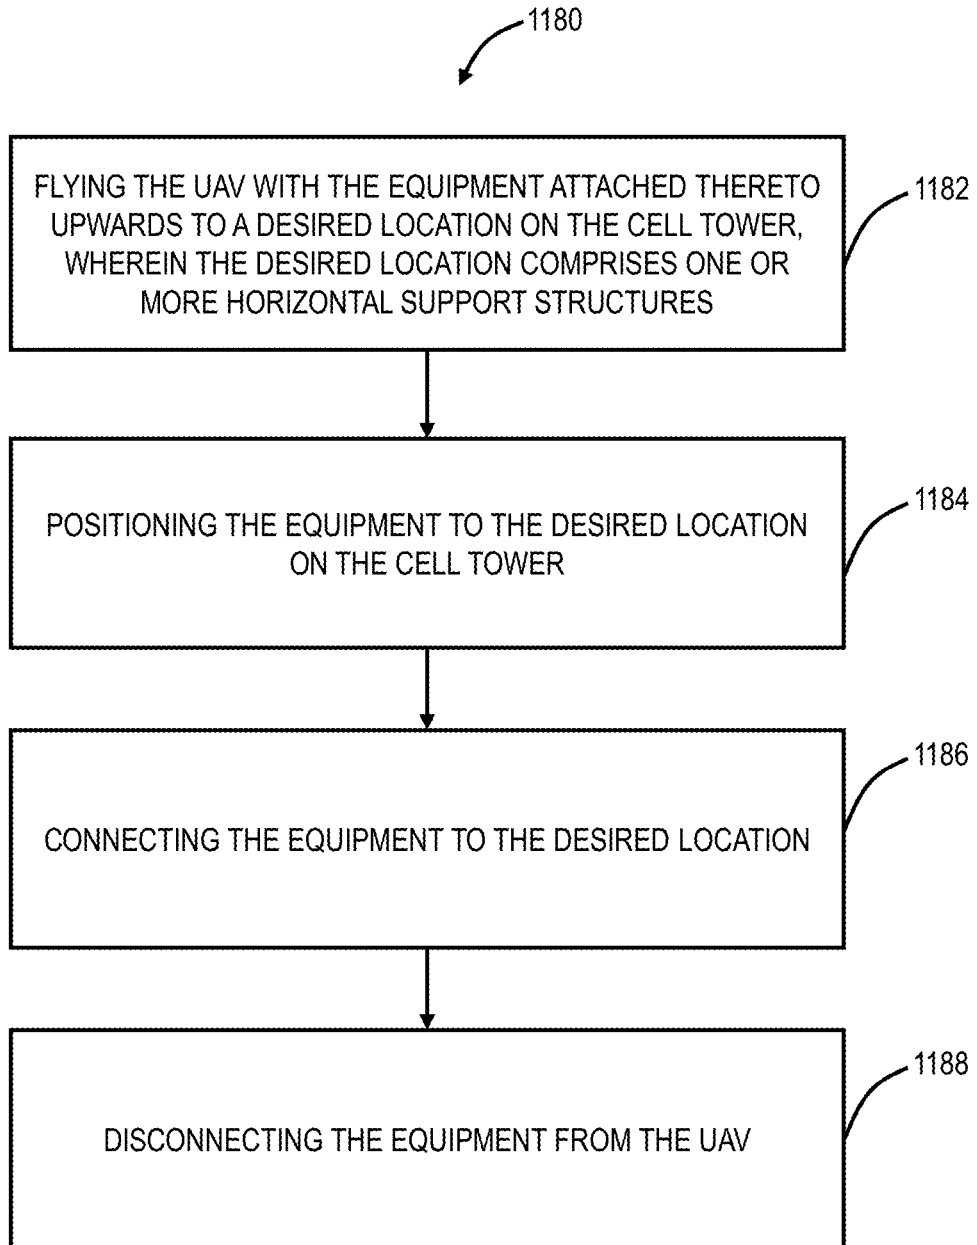 1180
FLYING THE UAV WITH THE EQUIPMENT ATTACHED THERETO
UPWARDS TO A DESIRED LOCATION ON THE CELL TOWER,
WHEREIN THE DESIRED LOCATION COMPRISES ONE OR
MORE HORIZONTAL SUPPORT STRUCTURES
1182
POSITIONING THE EQUIPMENT TO THE DESIRED LOCATION
ON THE CELL TOWER
1184
CONNECTING THE EQUIPMENT TO THE DESIRED LOCATION
1186
DISCONNECTING THE EQUIPMENT FROM THE UAV
1188